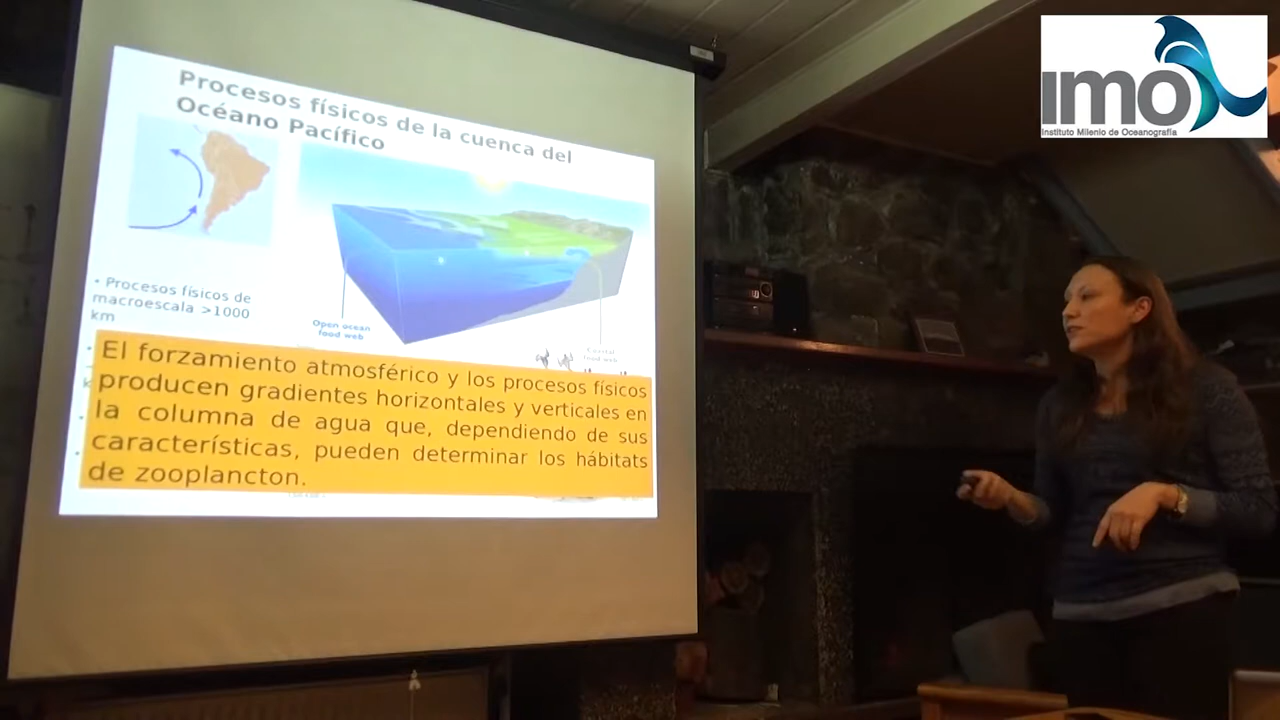 Procesos físicos de la cuenca del
Océano Pacífico
• Procesos físicos de
macroescala >1000
km
Open ocean
food web
Coastal
food web
El forzamiento atmosférico y los procesos físicos
producen gradientes horizontales y verticales en
la columna de agua que, dependiendo de sus
características, pueden determinar los hábitats
de zooplancton.
imo
Instituto Milenio de Oceanografía